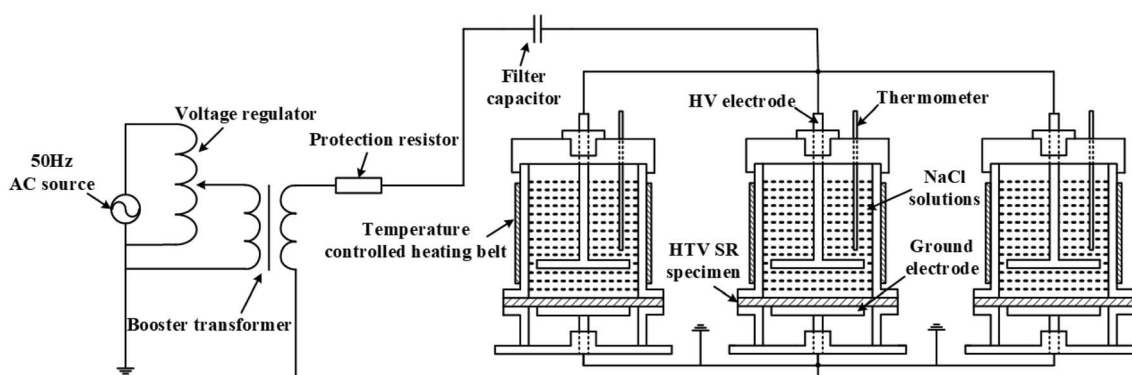 Filter
capacitor
Voltage regulator
HV electrode
Thermometer
Protection resistor
50Hz
AC source
NaCl
solutions
Temperature
controlled heating belt
HTV SR
specimen
Ground
electrode
Booster transformer